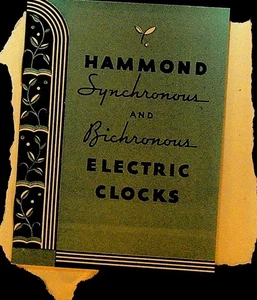 HAMMOND
Synchronous
AND
Bichronous
ELECTRIC
CLOCKS